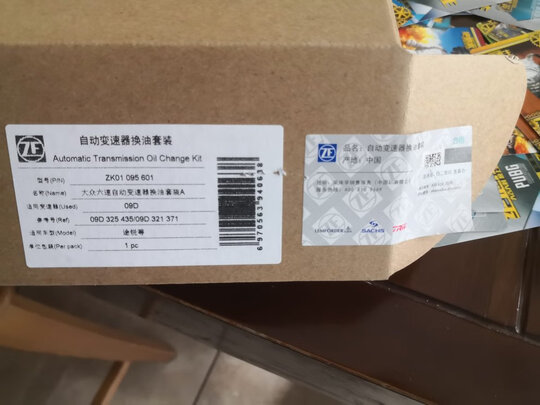 ZF
自动变速器换油套装
Automatic Transmission Oil Change Kit
型号(P/N) ZK01 095 601
名称(Name) 大众六速自动变速器换油套装A
适用变速器(Used) 09D
参考号(Ref) 09D 325 435/09D 321 371
适用车款(Model) 途锐等
单位包装(Per pack) 1 pc
6970563940638
ZF
品名：自动变速器换油
产地：中国
LEMFÖRDER
SACHS
TRW
PUBG